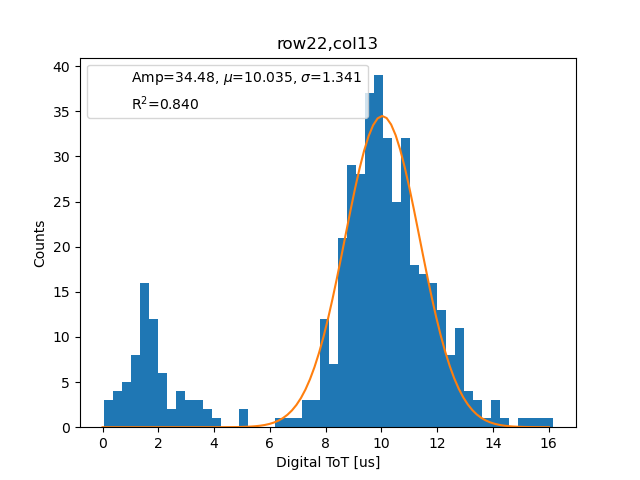 row22,col13
Amp=34.48, μ=10.035, σ=1.341
R²=0.840
40
35
30
25
20
15
10
5
0
Counts
0 2 4 6 8 10 12 14 16
Digital ToT [us]